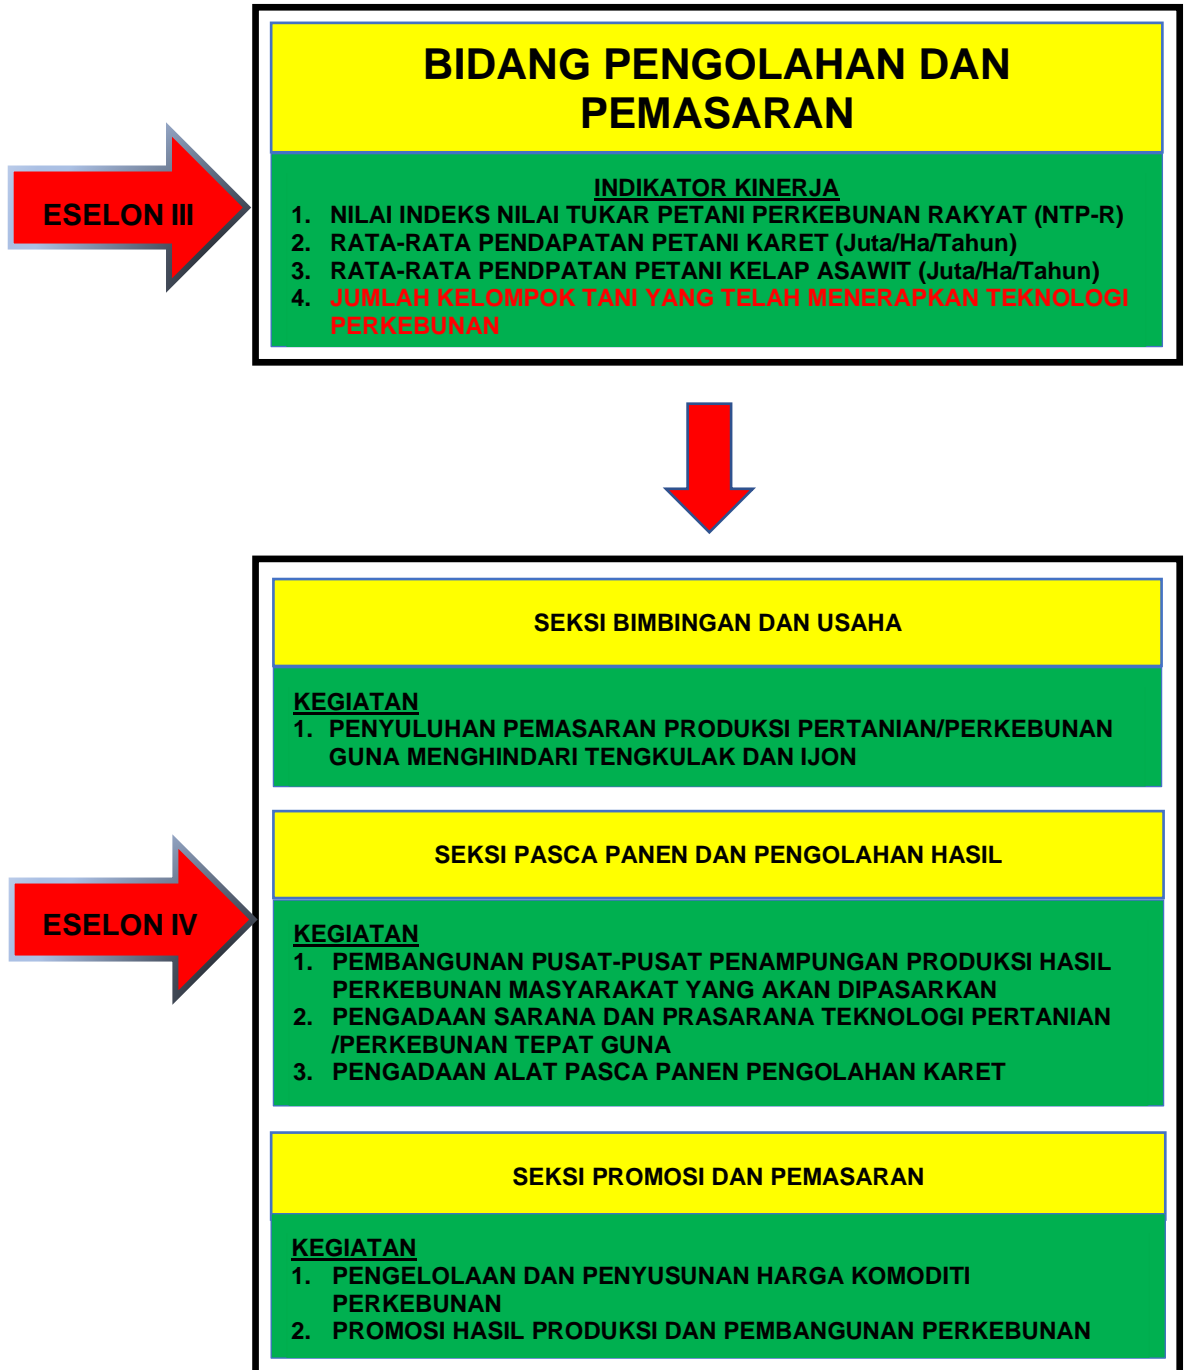 BIDANG PENGOLAHAN DAN
PEMASARAN
ESELON III
INDIKATOR KINERJA
1. NILAI INDEKS NILAI TUKAR PETANI PERKEBUNAN RAKYAT (NTP-R)
2. RATA-RATA PENDAPATAN PETANI KARET (Juta/Ha/Tahun)
3. RATA-RATA PENDPATAN PETANI KELAP ASAWIT (Juta/Ha/Tahun)
4. JUMLAH KELOMPOK TANI YANG TELAH MENERAPKAN TEKNOLOGI
PERKEBUNAN
SEKSI BIMBINGAN DAN USAHA
KEGIATAN
1. PENYULUHAN PEMASARAN PRODUKSI PERTANIAN/PERKEBUNAN
GUNA MENGHINDARI TENGKULAK DAN IJON
SEKSI PASCA PANEN DAN PENGOLAHAN HASIL
ESELON IV
KEGIATAN
1. PEMBANGUNAN PUSAT-PUSAT PENAMPUNGAN PRODUKSI HASIL
PERKEBUNAN MASYARAKAT YANG AKAN DIPASARKAN
2. PENGADAAN SARANA DAN PRASARANA TEKNOLOGI PERTANIAN
/PERKEBUNAN TEPAT GUNA
3. PENGADAAN ALAT PASCA PANEN PENGOLAHAN KARET
SEKSI PROMOSI DAN PEMASARAN
KEGIATAN
1. PENGELOLAAN DAN PENYUSUNAN HARGA KOMODITI
PERKEBUNAN
2. PROMOSI HASIL PRODUKSI DAN PEMBANGUNAN PERKEBUNAN